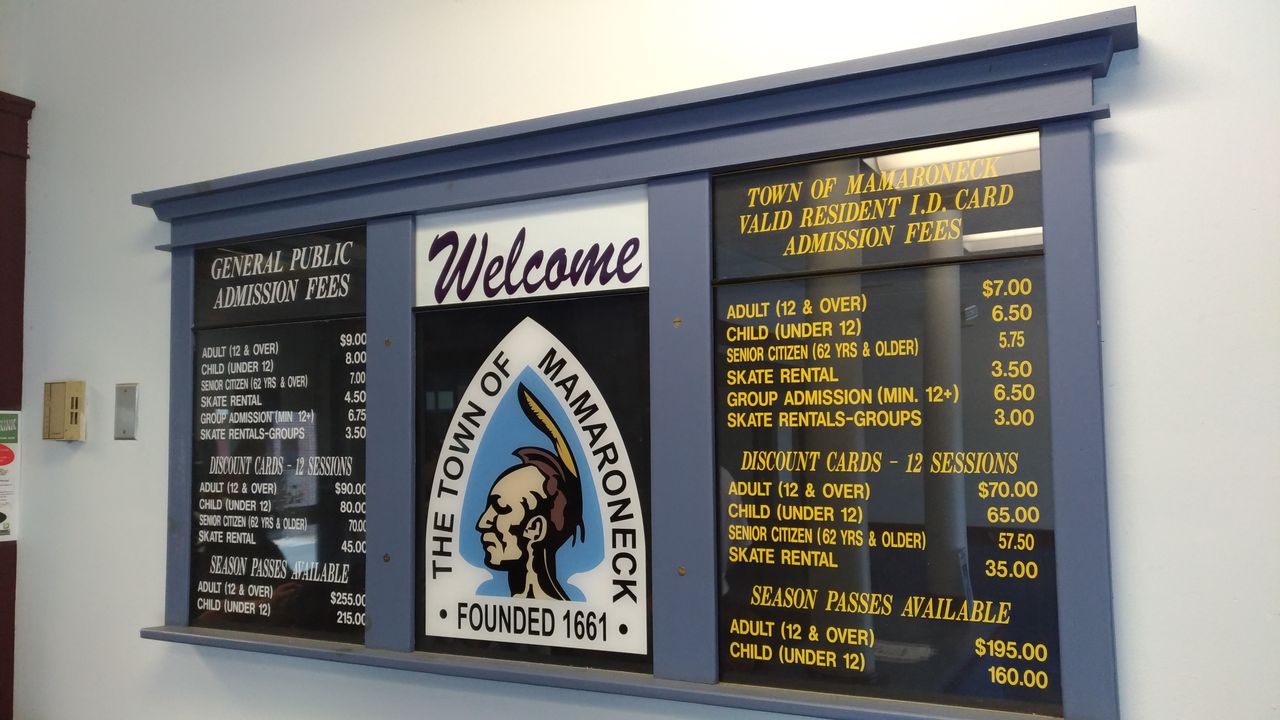 GENERAL PUBLIC
ADMISSION FEES
ADULT (12 & OVER) $9.00
CHILD (UNDER 12) 8.00
SENIOR CITIZEN (62 YRS & OVER) 7.00
SKATE RENTAL 4.50
GROUP ADMISSION (MIN. 12+) 6.75
SKATE RENTALS-GROUPS 3.50
DISCOUNT CARDS - 12 SESSIONS
ADULT (12 & OVER) $90.00
CHILD (UNDER 12) 80.00
SENIOR CITIZEN (62 YRS & OLDER) 70.00
SKATE RENTAL 45.00
SEASON PASSES AVAILABLE
ADULT (12 & OVER) $255.00
CHILD (UNDER 12) 215.00
Welcome
THE TOWN OF MAMARONECK
• FOUNDED 1661 •
TOWN OF MAMARONECK
VALID RESIDENT I.D. CARD
ADMISSION FEES
ADULT (12 & OVER) $7.00
CHILD (UNDER 12) 6.50
SENIOR CITIZEN (62 YRS & OLDER) 5.75
SKATE RENTAL 3.50
GROUP ADMISSION (MIN. 12+) 6.50
SKATE RENTALS-GROUPS 3.00
DISCOUNT CARDS - 12 SESSIONS
ADULT (12 & OVER) $70.00
CHILD (UNDER 12) 65.00
SENIOR CITIZEN (62 YRS & OLDER) 57.50
SKATE RENTAL 35.00
SEASON PASSES AVAILABLE
ADULT (12 & OVER) $195.00
CHILD (UNDER 12) 160.00